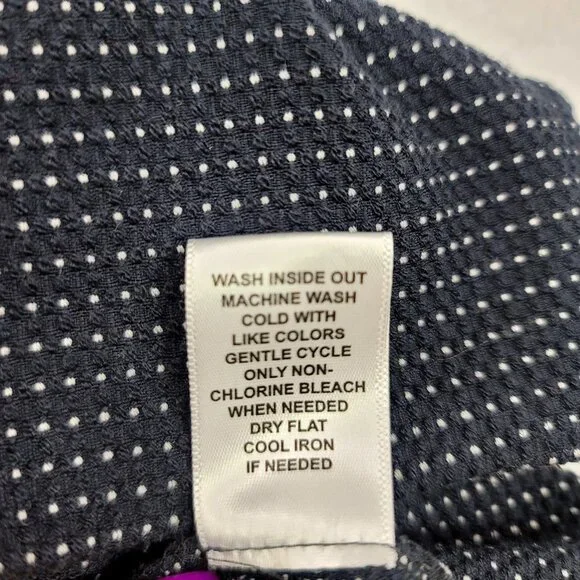 WASH INSIDE OUT
MACHINE WASH
COLD WITH
LIKE COLORS
GENTLE CYCLE
ONLY NON-
CHLORINE BLEACH
WHEN NEEDED
DRY FLAT
COOL IRON
IF NEEDED